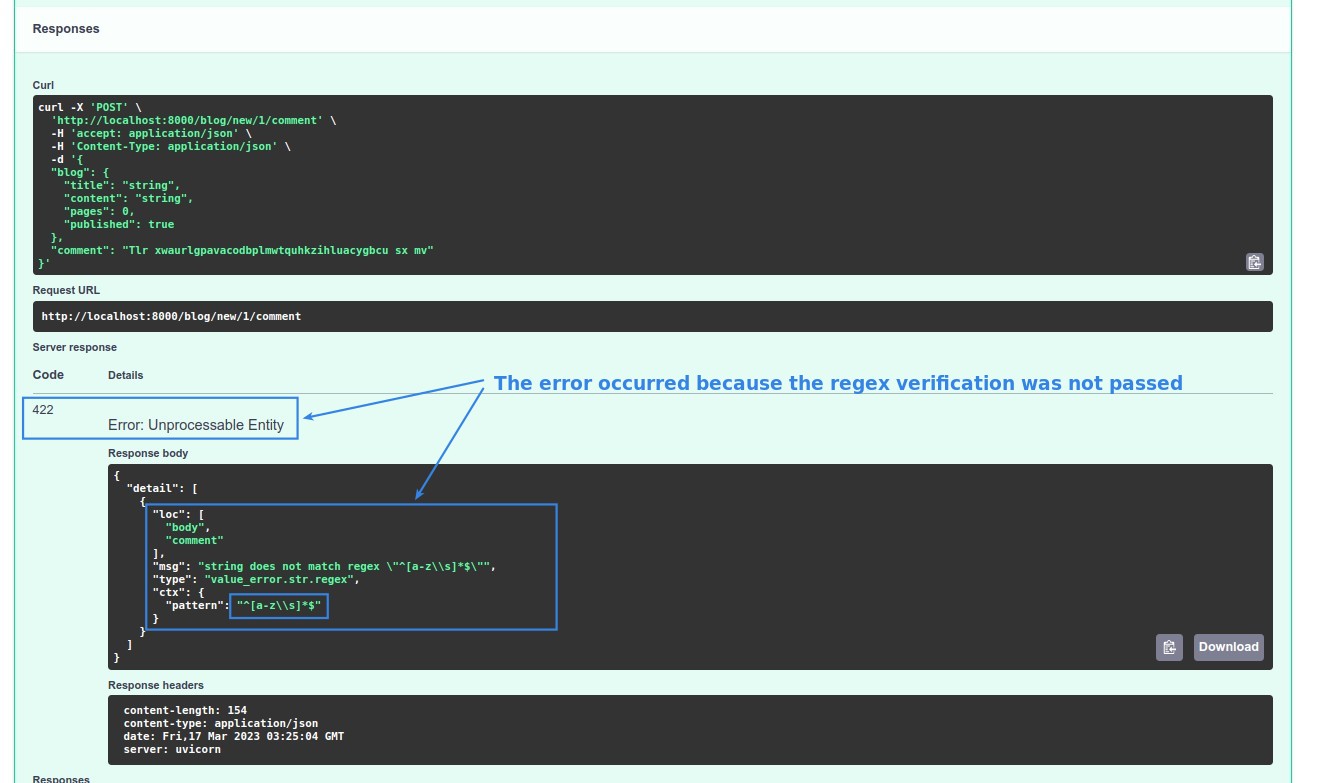 Responses
Curl
curl -X 'POST' \
  'http://localhost:8000/blog/new/1/comment' \
  -H 'accept: application/json' \
  -H 'Content-Type: application/json' \
  -d '{
  "blog": {
    "title": "string",
    "content": "string",
    "pages": 0,
    "published": true
  },
  "comment": "Tlr xwaurlgpavacodbplmwtquhkzihluacygbcu sx mv"
}'
Request URL
http://localhost:8000/blog/new/1/comment
Server response
Code Details
The error occurred because the regex verification was not passed
422
Error: Unprocessable Entity
Response body
{
  "detail": [
    {
      "loc": [
        "body",
        "comment"
      ],
      "msg": "string does not match regex \"^[a-z\\s]*$\"",
      "type": "value_error.str.regex",
      "ctx": {
        "pattern": "^[a-z\\s]*$"
      }
    }
  ]
}
Download
Response headers
content-length: 154
content-type: application/json
date: Fri,17 Mar 2023 03:25:04 GMT
server: uvicorn
Responses